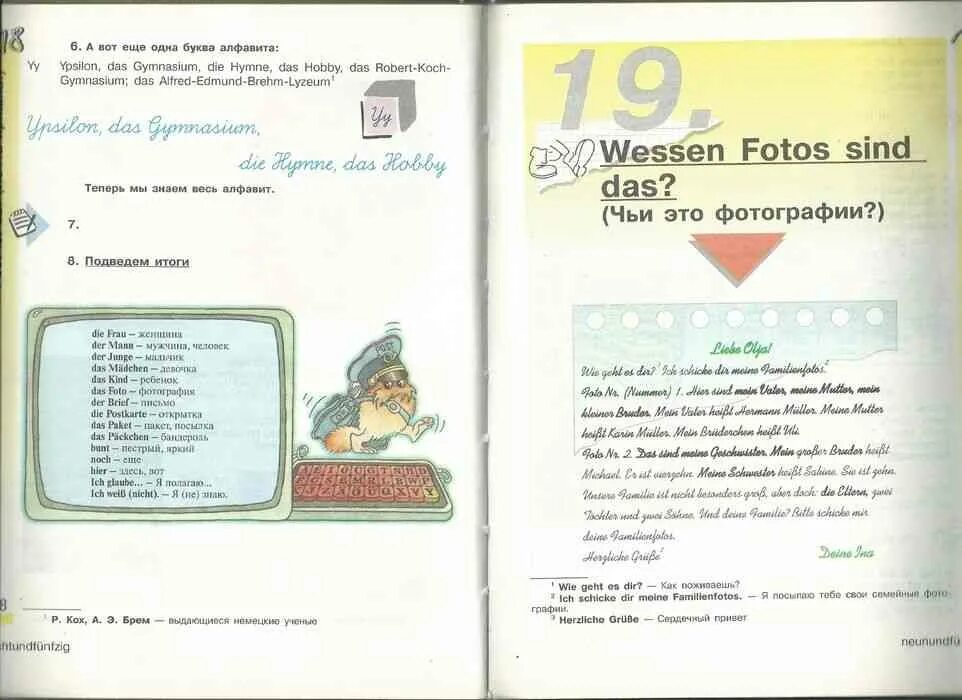 18
6. А вот еще одна буква алфавита:
Yy Ypsilon, das Gymnasium, die Hymne, das Hobby, das Robert-Koch-
Gymnasium; das Alfred-Edmund-Brehm-Lyzeum¹
Yy
Ypsilon, das Gymnasium,
die Hymne, das Hobby
Теперь мы знаем весь алфавит.
7.
8. Подведем итоги
die Frau – женщина
der Mann – мужчина, человек
der Junge – мальчик
das Mädchen – девочка
das Kind – ребенок
das Foto – фотография
der Brief – письмо
die Postkarte – открытка
das Paket – пакет, посылка
das Päckchen – бандероль
bunt – пестрый, яркий
noch – еще
hier – здесь, вот
Ich glaube... – Я полагаю...
Ich weiß (nicht). – Я (не) знаю.
POST
8
¹ Р. Кох, А. Э. Брем — выдающиеся немецкие ученые
htundfünfzig
19.
Wessen Fotos sind
das?
(Чьи это фотографии?)
Liebe Olja!
Wie geht es dir?¹ Ich schicke dir meine Familienfotos.²
Foto Nr. (Nummer) 1. Hier sind mein Vater, meine Mutter, mein
kleiner Bruder. Mein Vater heißt Hermann Müller. Meine Mutter
heißt Karin Müller. Mein Brüderchen heißt Uli.
Foto Nr. 2. Das sind meine Geschwister. Mein großer Bruder heißt
Michael. Er ist vierzehn. Meine Schwester heißt Sabine. Sie ist zehn.
Unsere Familie ist nicht besonders groß, aber doch: die Eltern, zwei
Töchter und zwei Söhne. Und deine Familie? Bitte schicke mir
deine Familienfotos.
Herzliche Grüße³
Deine Ina
¹ Wie geht es dir? — Как поживаешь?
² Ich schicke dir meine Familienfotos. — Я посылаю тебе свои семейные фото-
графии.
³ Herzliche Grüße — Сердечный привет
neunundfü